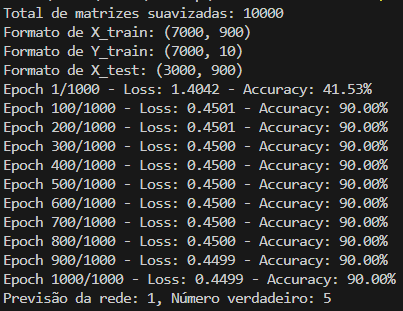 Total de matrizes suavizadas: 10000
Formato de X_train: (7000, 900)
Formato de Y_train: (7000, 10)
Formato de X_test: (3000, 900)
Epoch 1/1000 - Loss: 1.4042 - Accuracy: 41.53%
Epoch 100/1000 - Loss: 0.4501 - Accuracy: 90.00%
Epoch 200/1000 - Loss: 0.4501 - Accuracy: 90.00%
Epoch 300/1000 - Loss: 0.4500 - Accuracy: 90.00%
Epoch 400/1000 - Loss: 0.4500 - Accuracy: 90.00%
Epoch 500/1000 - Loss: 0.4500 - Accuracy: 90.00%
Epoch 600/1000 - Loss: 0.4500 - Accuracy: 90.00%
Epoch 700/1000 - Loss: 0.4500 - Accuracy: 90.00%
Epoch 800/1000 - Loss: 0.4500 - Accuracy: 90.00%
Epoch 900/1000 - Loss: 0.4499 - Accuracy: 90.00%
Epoch 1000/1000 - Loss: 0.4499 - Accuracy: 90.00%
Previsão da rede: 1, Número verdadeiro: 5